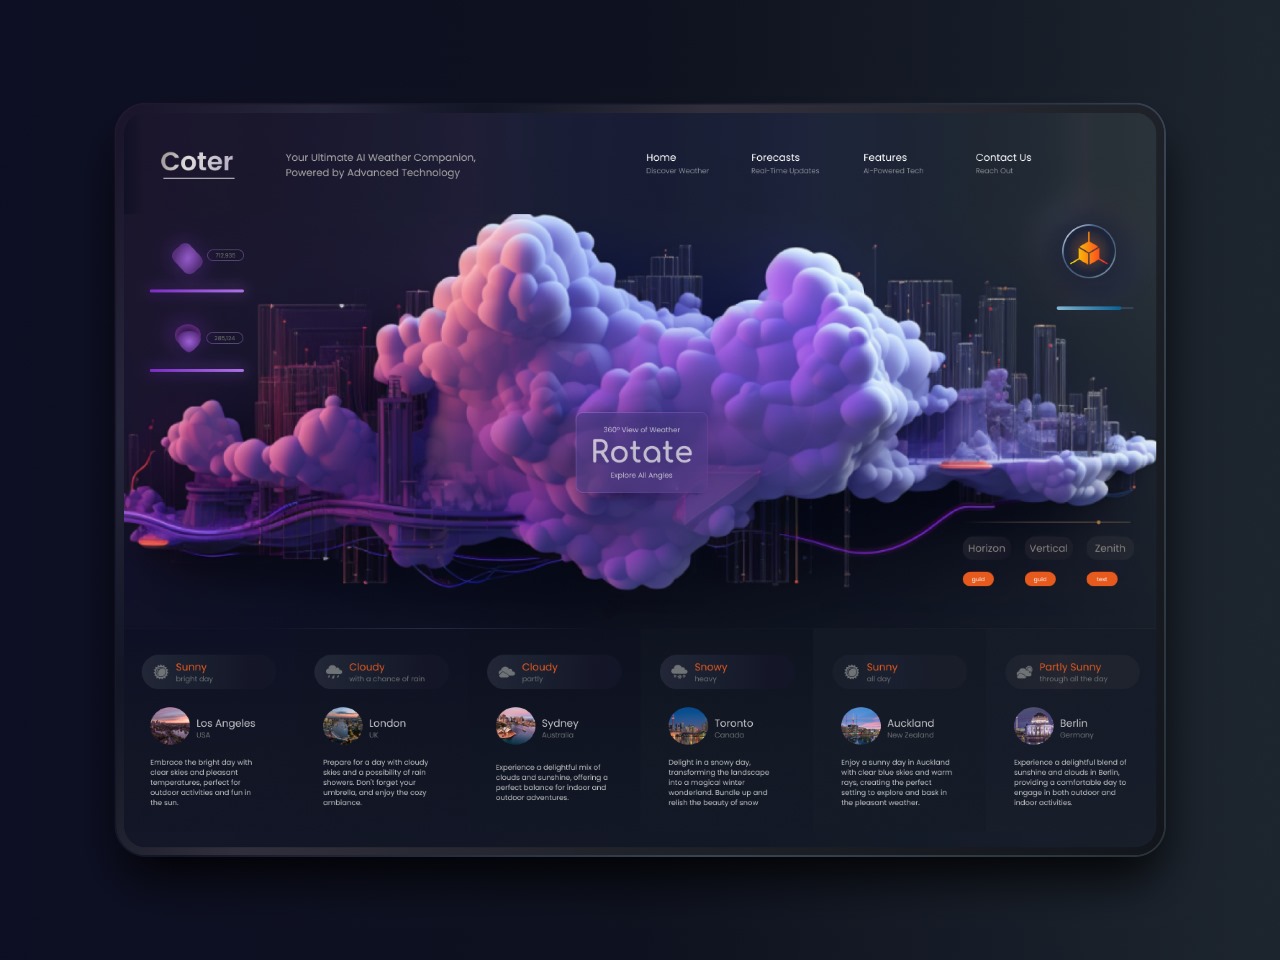 Coter
Your Ultimate AI Weather Companion,
Powered by Advanced Technology
Home
Discover Weather
Forecasts
Real-Time Updates
Features
AI-Powered Tech
Contact Us
Reach Out
360° View of Weather
Rotate
Explore All Angles
Horizon
Vertical
Zenith
Sunny
bright day
Los Angeles
USA
Embrace the bright day with
clear skies and pleasant
temperatures, perfect for
outdoor activities and fun in
the sun.
Cloudy
with a chance of rain
London
UK
Prepare for a day with cloudy
skies and a possibility of rain
showers. Don't forget your
umbrella, and enjoy the cozy
ambiance.
Cloudy
partly
Sydney
Australia
Experience a delightful mix of
clouds and sunshine, offering a
perfect balance for indoor and
outdoor adventures.
Snowy
heavy
Toronto
Canada
Delight in a snowy day,
transforming the landscape
into a magical winter
wonderland. Bundle up and
relish the beauty of snow
Sunny
all day
Auckland
New Zealand
Enjoy a sunny day in Auckland
with clear blue skies and warm
rays, creating the perfect
setting to explore and bask in
the pleasant weather.
Partly Sunny
through all the day
Berlin
Germany
Experience a delightful blend of
sunshine and clouds in Berlin,
providing a comfortable day to
engage in both outdoor and
indoor activities.